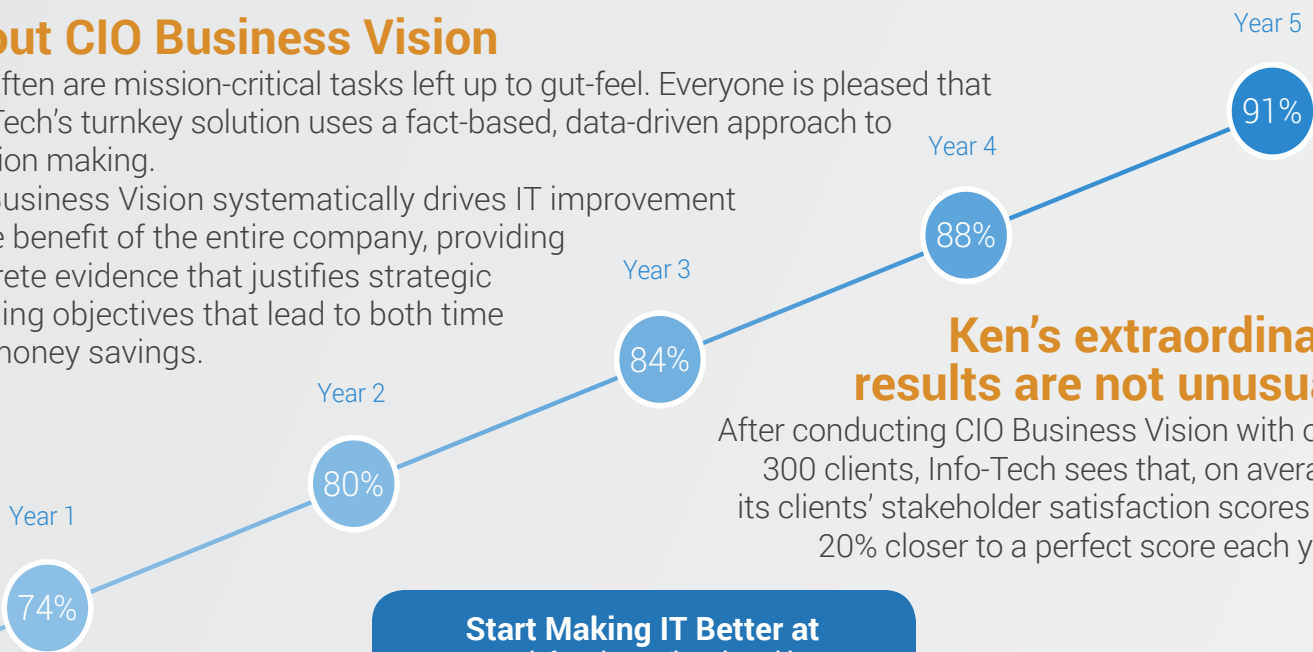 out CIO Business Vision
ften are mission-critical tasks left up to gut-feel. Everyone is pleased that
Tech’s turnkey solution uses a fact-based, data-driven approach to
ion making.
Business Vision systematically drives IT improvement
e benefit of the entire company, providing
rete evidence that justifies strategic
ing objectives that lead to both time
money savings.
Year 1
74%
Year 2
80%
Year 3
84%
Year 4
88%
Year 5
91%
Ken’s extraordina
results are not unusua
After conducting CIO Business Vision with o
300 clients, Info-Tech sees that, on avera
its clients’ stakeholder satisfaction scores
20% closer to a perfect score each y
Start Making IT Better at